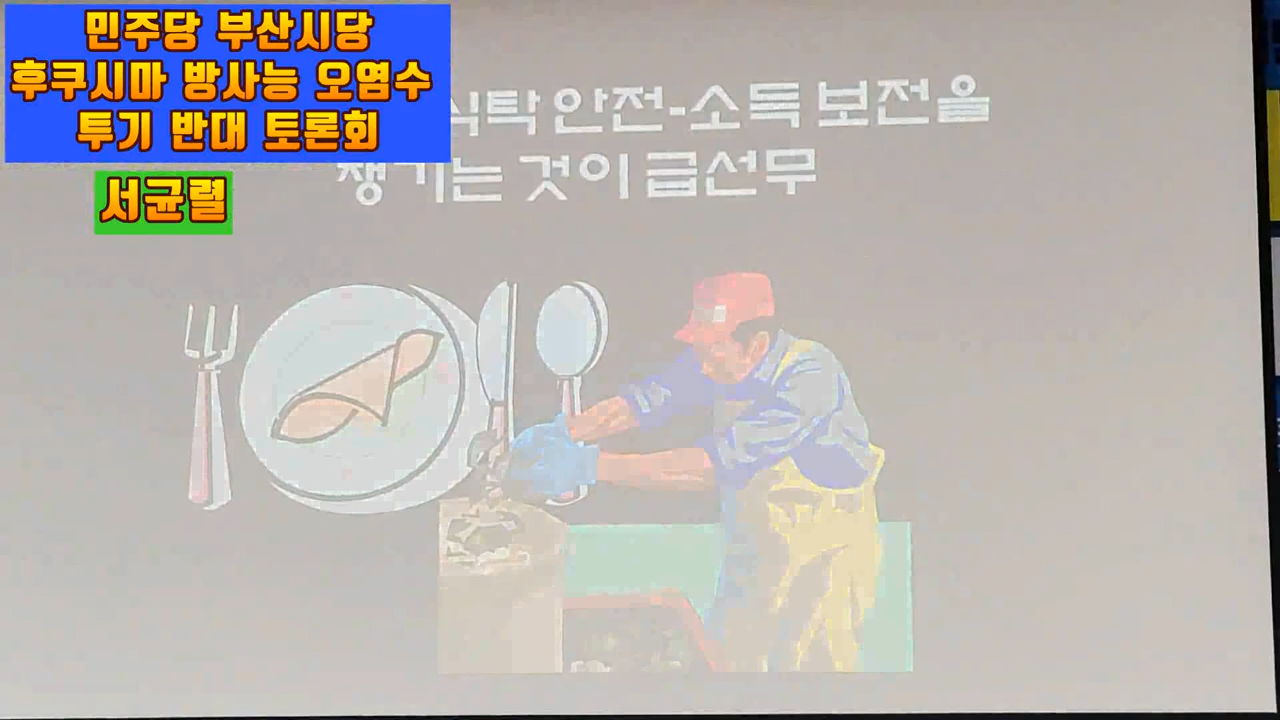 민주당 부산시당
후쿠시마 방사능 오염수
투기 반대 토론회
서균렬
식탁 안전-소득 보전을
챙기는 것이 급선무